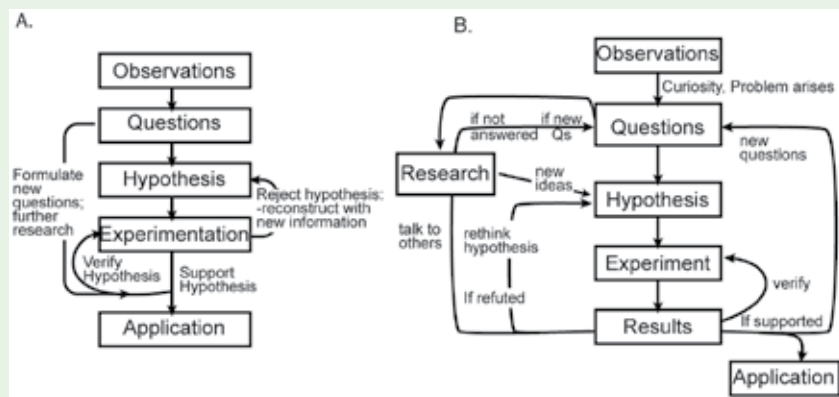 A.
Observations
Questions
Formulate
new
questions;
further
research
Hypothesis
Reject hypothesis:
-reconstruct with
new information
Experimentation
Verify
Hypothesis
Support
Hypothesis
Application
B.
Observations
Curiosity, Problem arises
if not
answered
if new
Qs
Questions
new
questions
Research
new
ideas
Hypothesis
talk to
others
rethink
hypothesis
Experiment
verify
If refuted
Results
If supported
Application